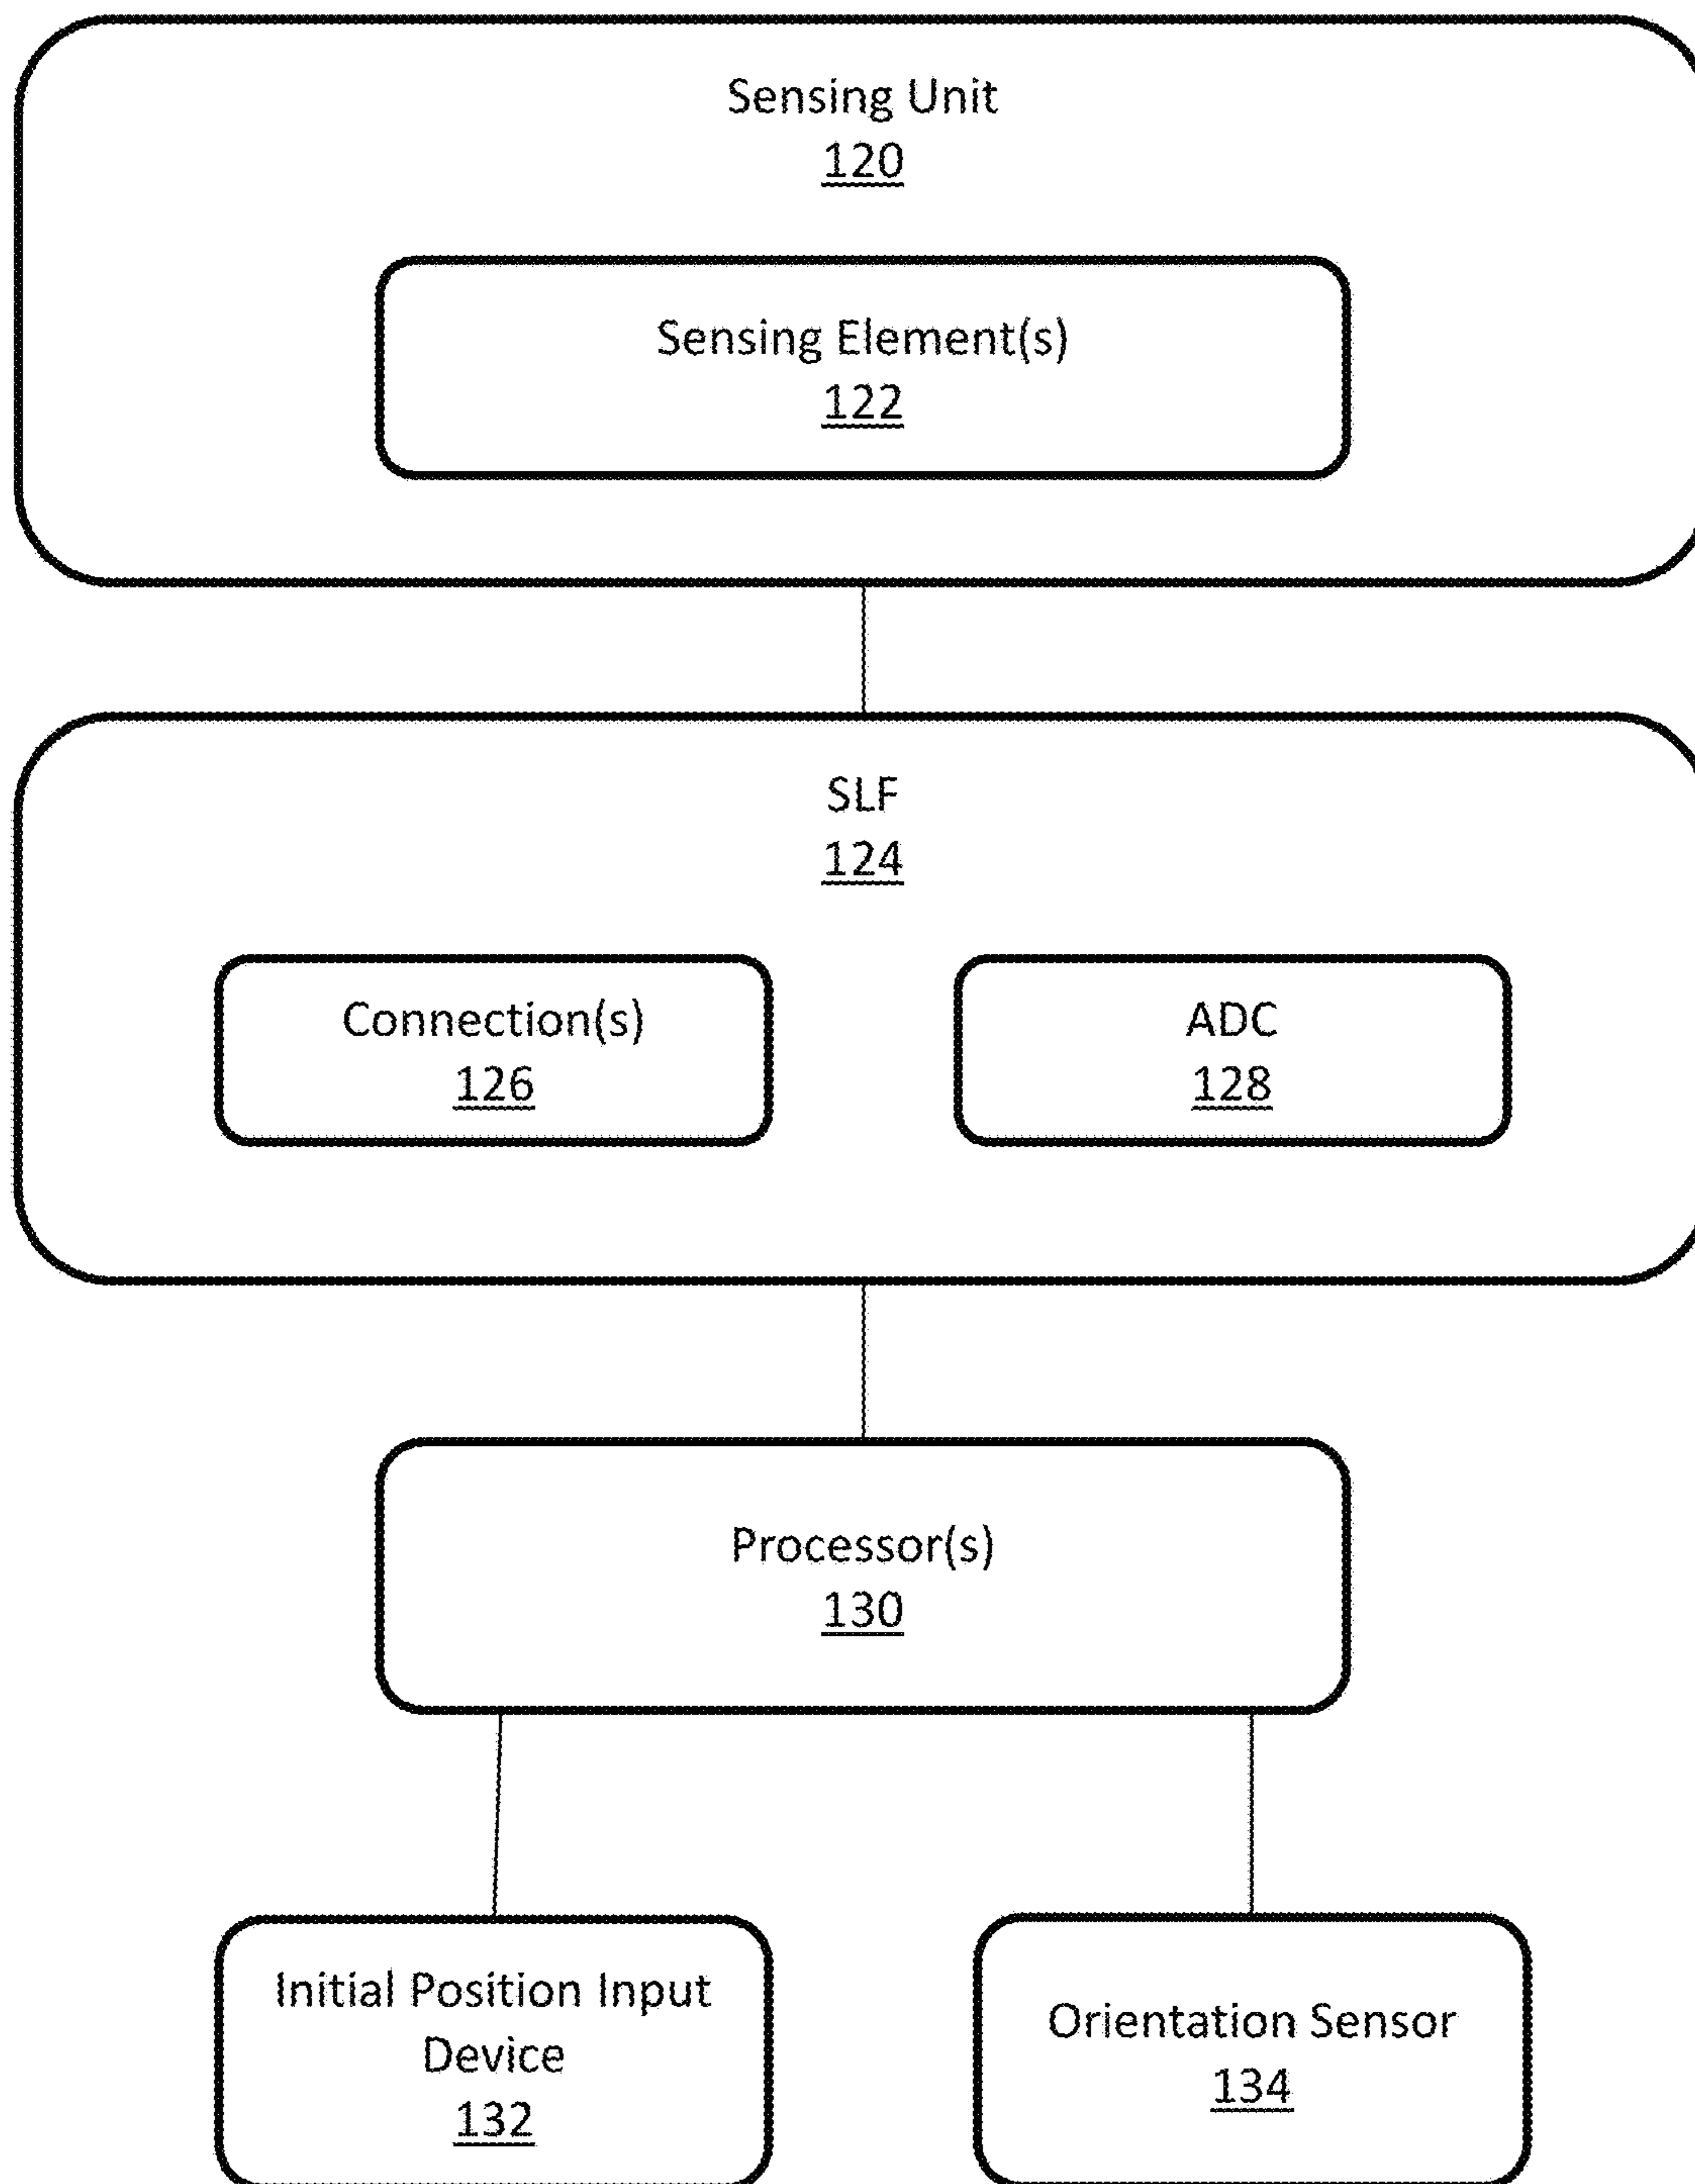 Sensing Unit
120
Sensing Element(s)
122
SLF
124
Connection(s)
126
ADC
128
Processor(s)
130
Initial Position Input
Device
132
Orientation Sensor
134